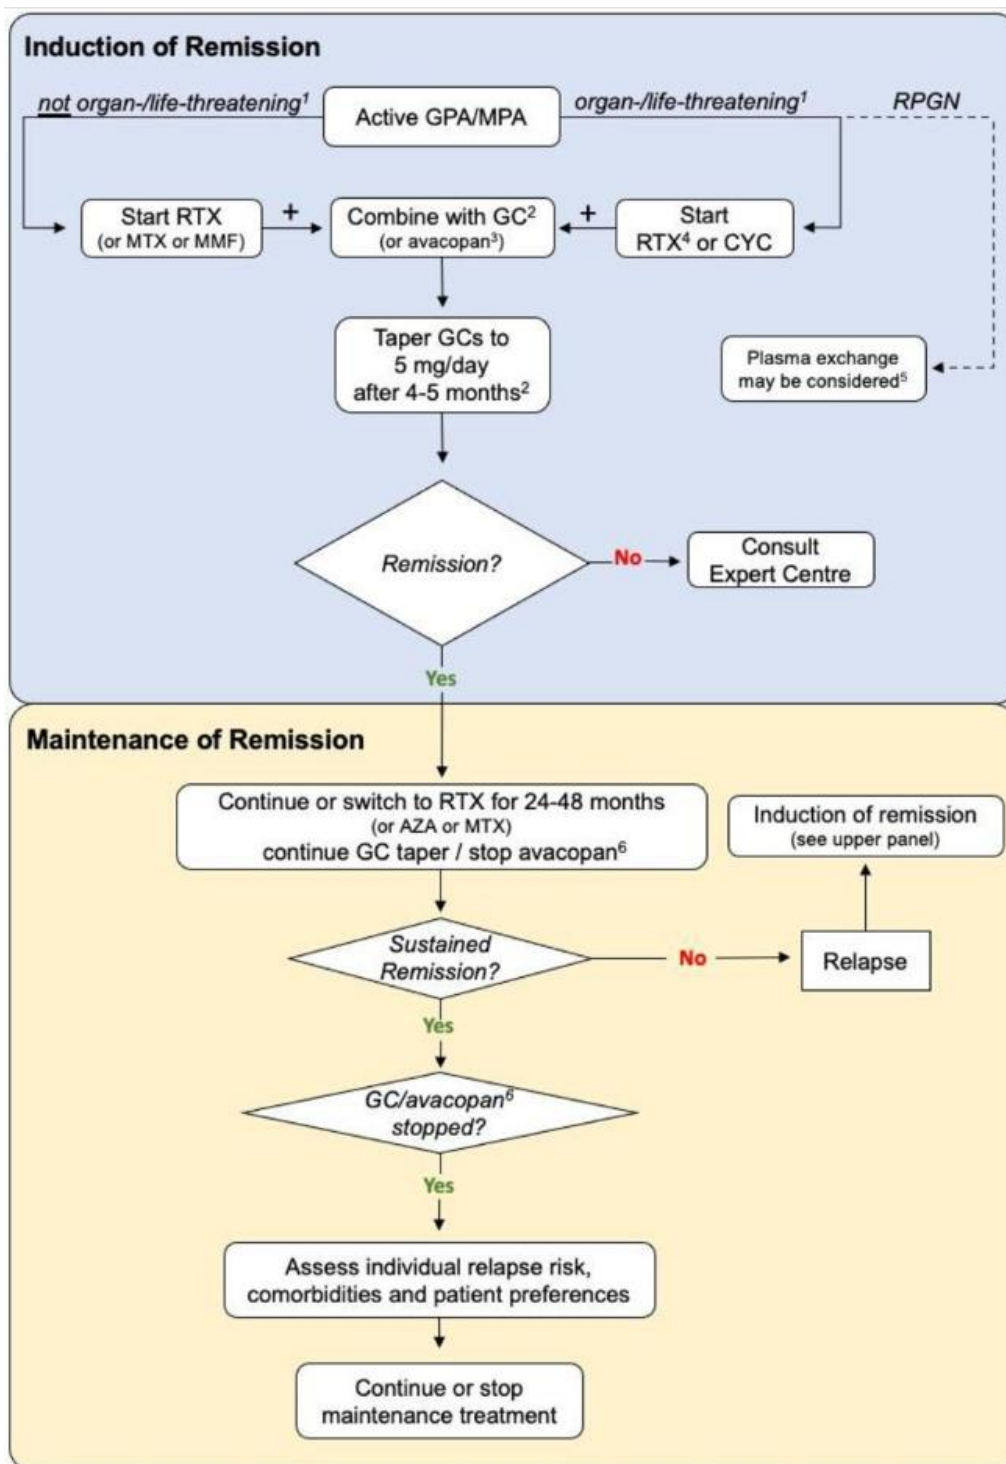 Induction of Remission
not organ-/life-threatening¹
Active GPA/MPA
organ-/life-threatening¹
RPGN
Start RTX
(or MTX or MMF)
+
Combine with GC²
(or avacopan³)
+
Start
RTX⁴ or CYC
Taper GCs to
5 mg/day
after 4-5 months²
Plasma exchange
may be considered⁵
Remission?
No
Consult
Expert Centre
Yes
Maintenance of Remission
Continue or switch to RTX for 24-48 months
(or AZA or MTX)
continue GC taper / stop avacopan⁶
Induction of remission
(see upper panel)
Sustained
Remission?
No
Relapse
Yes
GC/avacopan⁶
stopped?
Yes
Assess individual relapse risk,
comorbidities and patient preferences
Continue or stop
maintenance treatment